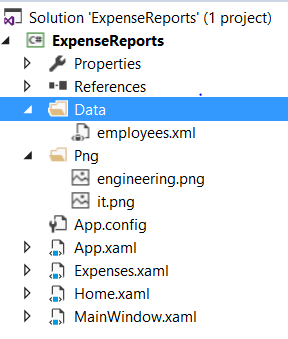 Solution 'ExpenseReports' (1 project)
C# ExpenseReports
Properties
References
Data
employees.xml
Png
engineering.png
it.png
App.config
App.xaml
Expenses.xaml
Home.xaml
MainWindow.xaml